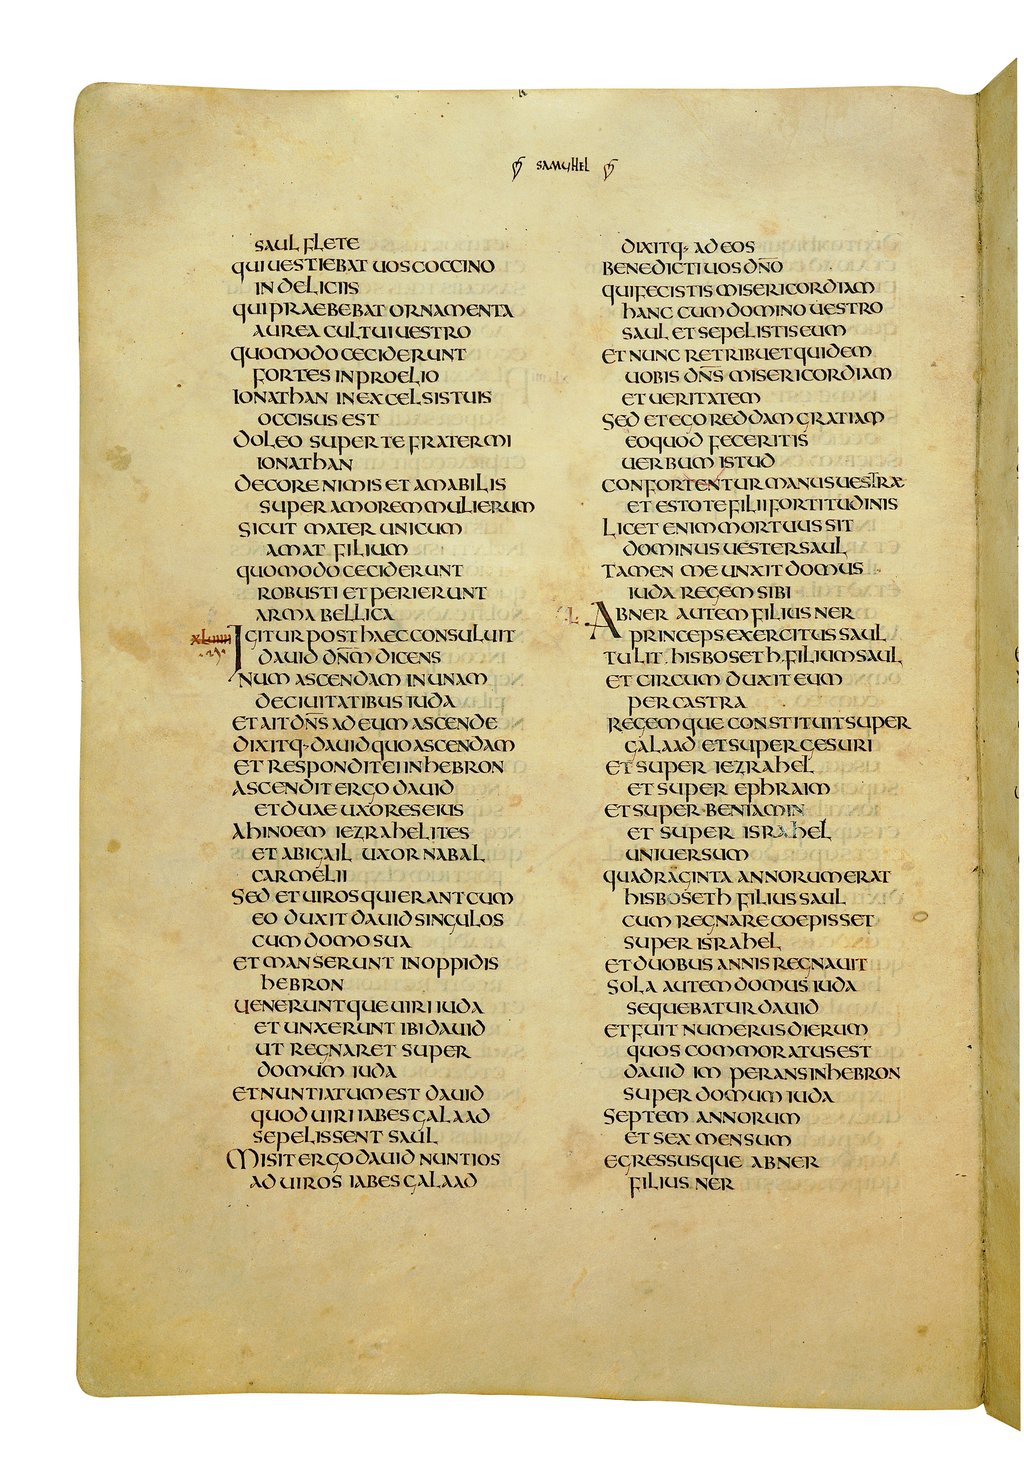 SAMUHEL
SAUL FLETE
QUI UESTIEBAT UOS COCCINO
IN DELICIIS
QUI PRAEBEBAT ORNAMENTA
AUREA CULTUI UESTRO
QUOMODO CECIDERUNT
FORTES IN PROELIO
IONATHAN IN EXCELSIS TUIS
OCCISUS EST
DOLEO SUPER TE FRATER MI
IONATHAN
DECORE NIMIS ET AMABILIS
SUPER AMOREM MULIERUM
SICUT MATER UNICUM
AMAT FILIUM
QUOMODO CECIDERUNT
ROBUSTI ET PERIERUNT
ARMA BELLICA
XLIIII IGITUR POST HAEC CONSULUIT
DAUID DN̅M DICENS
NUM ASCENDAM IN UNAM
DE CIUITATIBUS IUDA
ET AIT DN̅S AD EUM ASCENDE
DIXITQ· DAUID QUO ASCENDAM
ET RESPONDIT EI IN HEBRON
ASCENDIT ERGO DAUID
ET DUAE UXORES EIUS
AHINOEM IEZRAHELITES
ET ABIGAIL UXOR NABAL
CARMELII
SED ET UIROS QUI ERANT CUM
EO DUXIT DAUID SINGULOS
CUM DOMO SUA
ET MANSERUNT IN OPPIDIS
HEBRON
UENERUNTQUE UIRI IUDA
ET UNXERUNT IBI DAUID
UT REGNARET SUPER
DOMUM IUDA
ET NUNTIATUM EST DAUID
QUOD UIRI IABES GALAAD
SEPELISSENT SAUL
MISIT ERGO DAUID NUNTIOS
AD UIROS IABES GALAAD
DIXITQ· AD EOS
BENEDICTI UOS DN̅O
QUI FECISTIS MISERICORDIAM
HANC CUM DOMINO UESTRO
SAUL ET SEPELISTIS EUM
ET NUNC RETRIBUET QUIDEM
UOBIS DN̅S MISERICORDIAM
ET UERITATEM
SED ET EGO REDDAM GRATIAM
EO QUOD FECERITIS
UERBUM ISTUD
CONFORTENTUR MANUS UESTRAE
ET ESTOTE FILII FORTITUDINIS
LICET ENIM MORTUUS SIT
DOMINUS UESTER SAUL
TAMEN ME UNXIT DOMUS
IUDA REGEM SIBI
ABNER AUTEM FILIUS NER
PRINCEPS EXERCITUS SAUL
TULIT HISBOSETH FILIUM SAUL
ET CIRCUM DUXIT EUM
PER CASTRA
REGEMQUE CONSTITUIT SUPER
GALAAD ET SUPER GESURI
ET SUPER IEZRAHEL
ET SUPER EPHRAIM
ET SUPER BENIAMIN
ET SUPER ISRAHEL
UNIUERSUM
QUADRAGINTA ANNORUM ERAT
HISBOSETH FILIUS SAUL
CUM REGNARE COEPISSET
SUPER ISRAHEL
ET DUOBUS ANNIS REGNAUIT
SOLA AUTEM DOMUS IUDA
SEQUEBATUR DAUID
ET FUIT NUMERUS DIERUM
QUOS COMMORATUS EST
DAUID IM PERANS IN HEBRON
SUPER DOMUM IUDA
SEPTEM ANNORUM
ET SEX MENSUM
EGRESSUSQUE ABNER
FILIUS NER